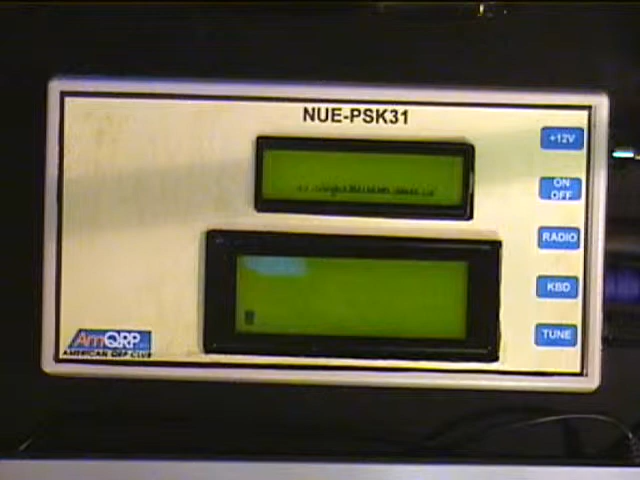 NUE-PSK31
+12V
ON
OFF
RADIO
KBD
TUNE
AmQRP
AMERICAN QRP CLUB